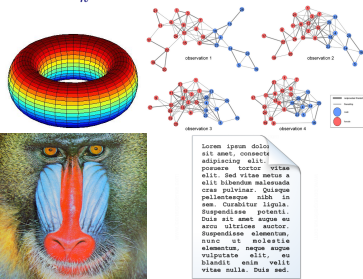 observation 1
observation 2
observation 3
observation 4
Lorem ipsum dolor
sit amet, consecte
adipiscing elit.
posuere tortor vitae
elit. Sed vitae metus a
elit bibendum malesuada
cras pulvinar. Quisque
pellentesque nibh in
sem. Curabitur ligula.
Suspendisse potenti.
Duis sit amet augue eu
arcu ultrices auctor.
Suspendisse elementum,
nunc ut molestie
elementum, neque augue
vulputate elit, eu
blandit enim velit
vitae nulla. Duis sed.